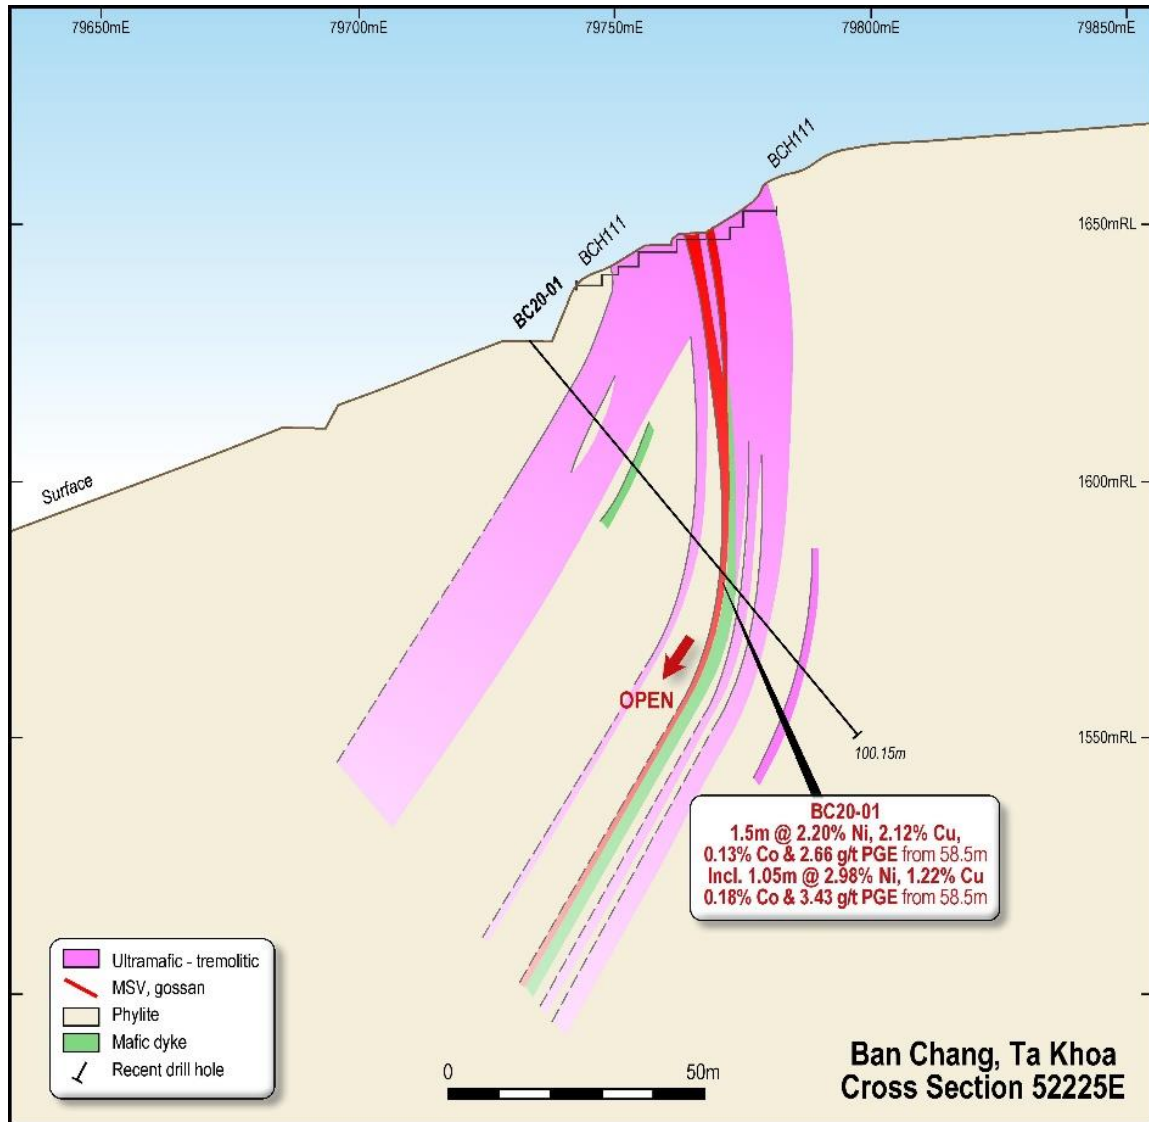 79650mE
79700mE
79750mE
79800mE
79850mE
BCH111
BCH111
1650mRL
BC20-01
Surface
1600mRL
OPEN
1550mRL
100.15m
BC20-01
1.5m @ 2.20% Ni, 2.12% Cu,
0.13% Co & 2.66 g/t PGE from 58.5m
Incl. 1.05m @ 2.98% Ni, 1.22% Cu
0.18% Co & 3.43 g/t PGE from 58.5m
Ultramafic - tremolitic
MSV, gossan
Phylite
Mafic dyke
Recent drill hole
0
50m
Ban Chang, Ta Khoa
Cross Section 52225E